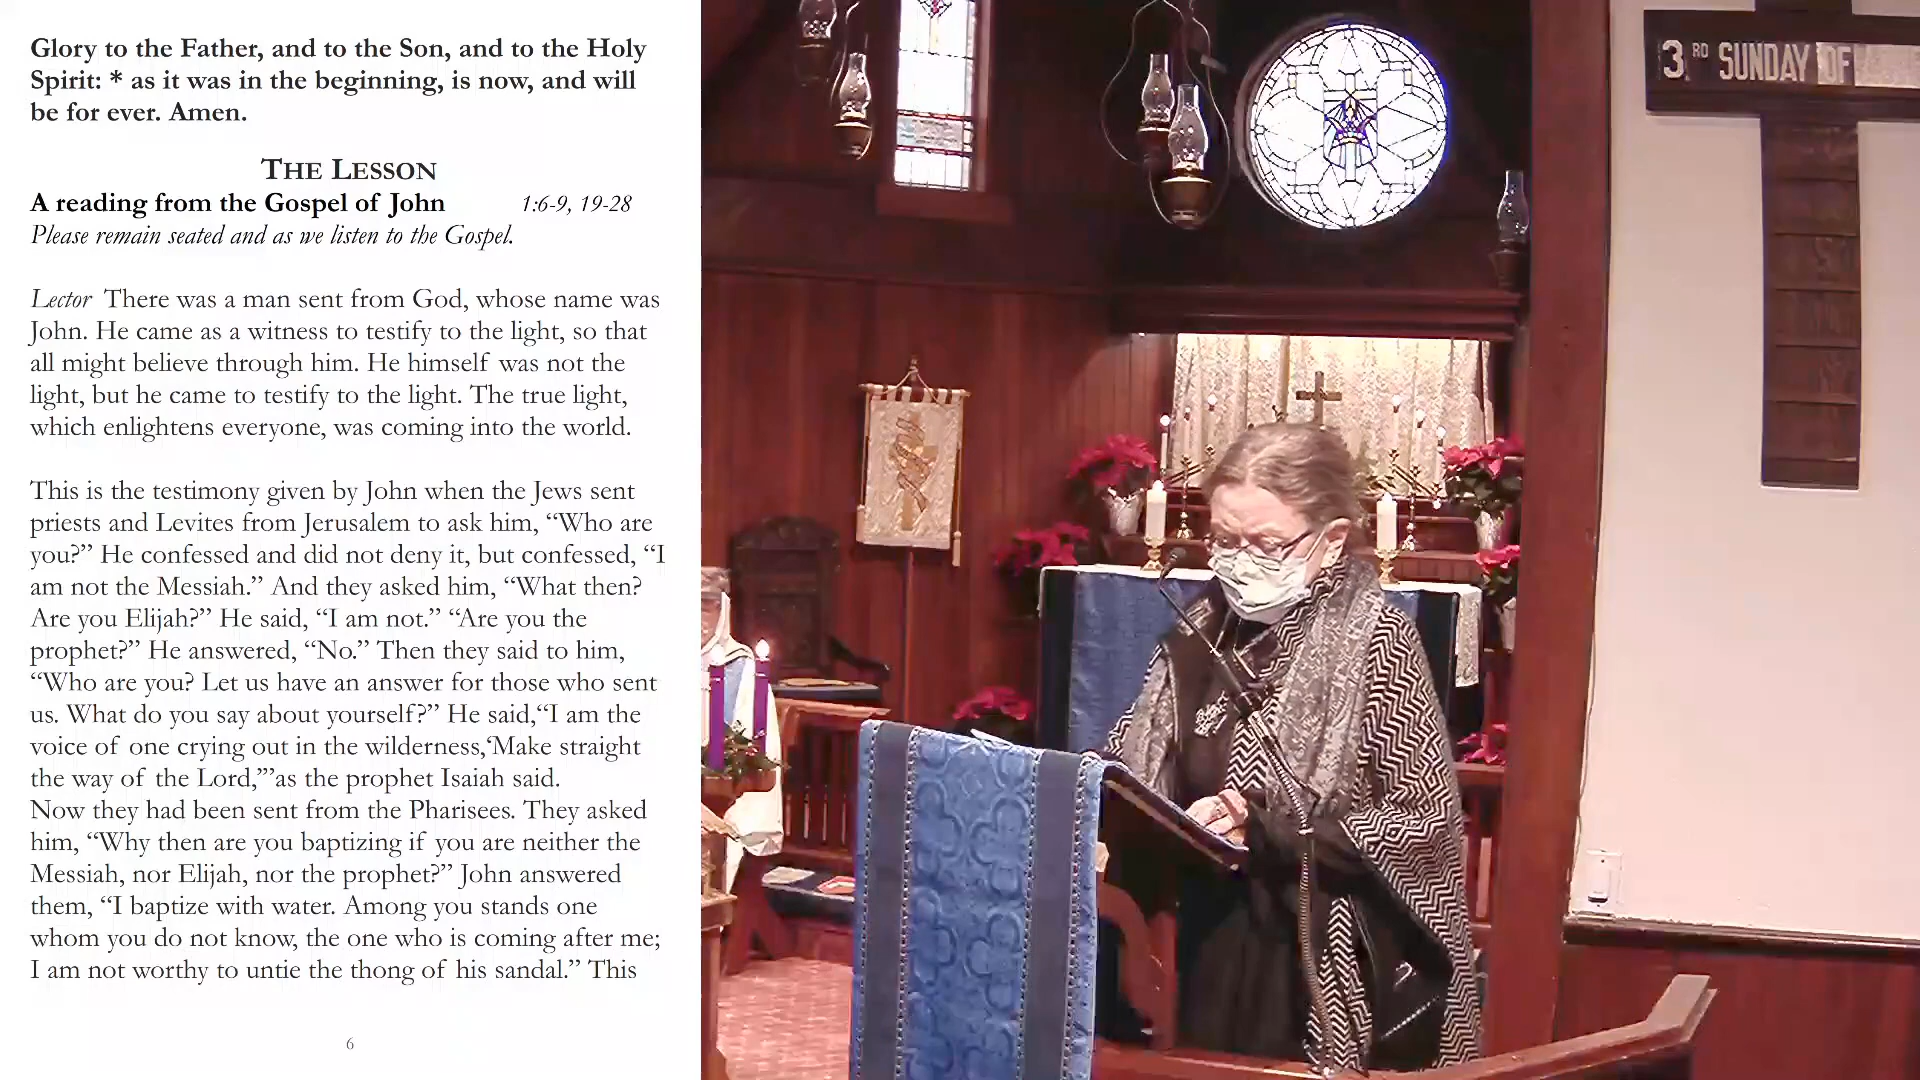 Glory to the Father, and to the Son, and to the Holy
Spirit: * as it was in the beginning, is now, and will
be for ever. Amen.
THE LESSON
A reading from the Gospel of John 1:6-9, 19-28
Please remain seated and as we listen to the Gospel.
Lector There was a man sent from God, whose name was
John. He came as a witness to testify to the light, so that
all might believe through him. He himself was not the
light, but he came to testify to the light. The true light,
which enlightens everyone, was coming into the world.
This is the testimony given by John when the Jews sent
priests and Levites from Jerusalem to ask him, “Who are
you?” He confessed and did not deny it, but confessed, “I
am not the Messiah.” And they asked him, “What then?
Are you Elijah?” He said, “I am not.” “Are you the
prophet?” He answered, “No.” Then they said to him,
“Who are you? Let us have an answer for those who sent
us. What do you say about yourself?” He said,“I am the
voice of one crying out in the wilderness,‘Make straight
the way of the Lord,’”as the prophet Isaiah said.
Now they had been sent from the Pharisees. They asked
him, “Why then are you baptizing if you are neither the
Messiah, nor Elijah, nor the prophet?” John answered
them, “I baptize with water. Among you stands one
whom you do not know, the one who is coming after me;
I am not worthy to untie the thong of his sandal.” This
6
3RD SUNDAY OF